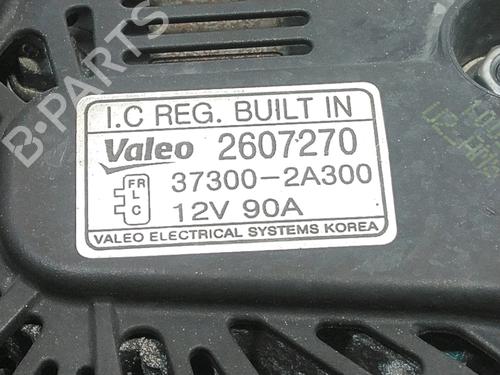 I.C REG. BUILT IN
Valeo 2607270
FR
L
C
37300-2A300
12V 90A
VALEO ELECTRICAL SYSTEMS KOREA
B-PARTS